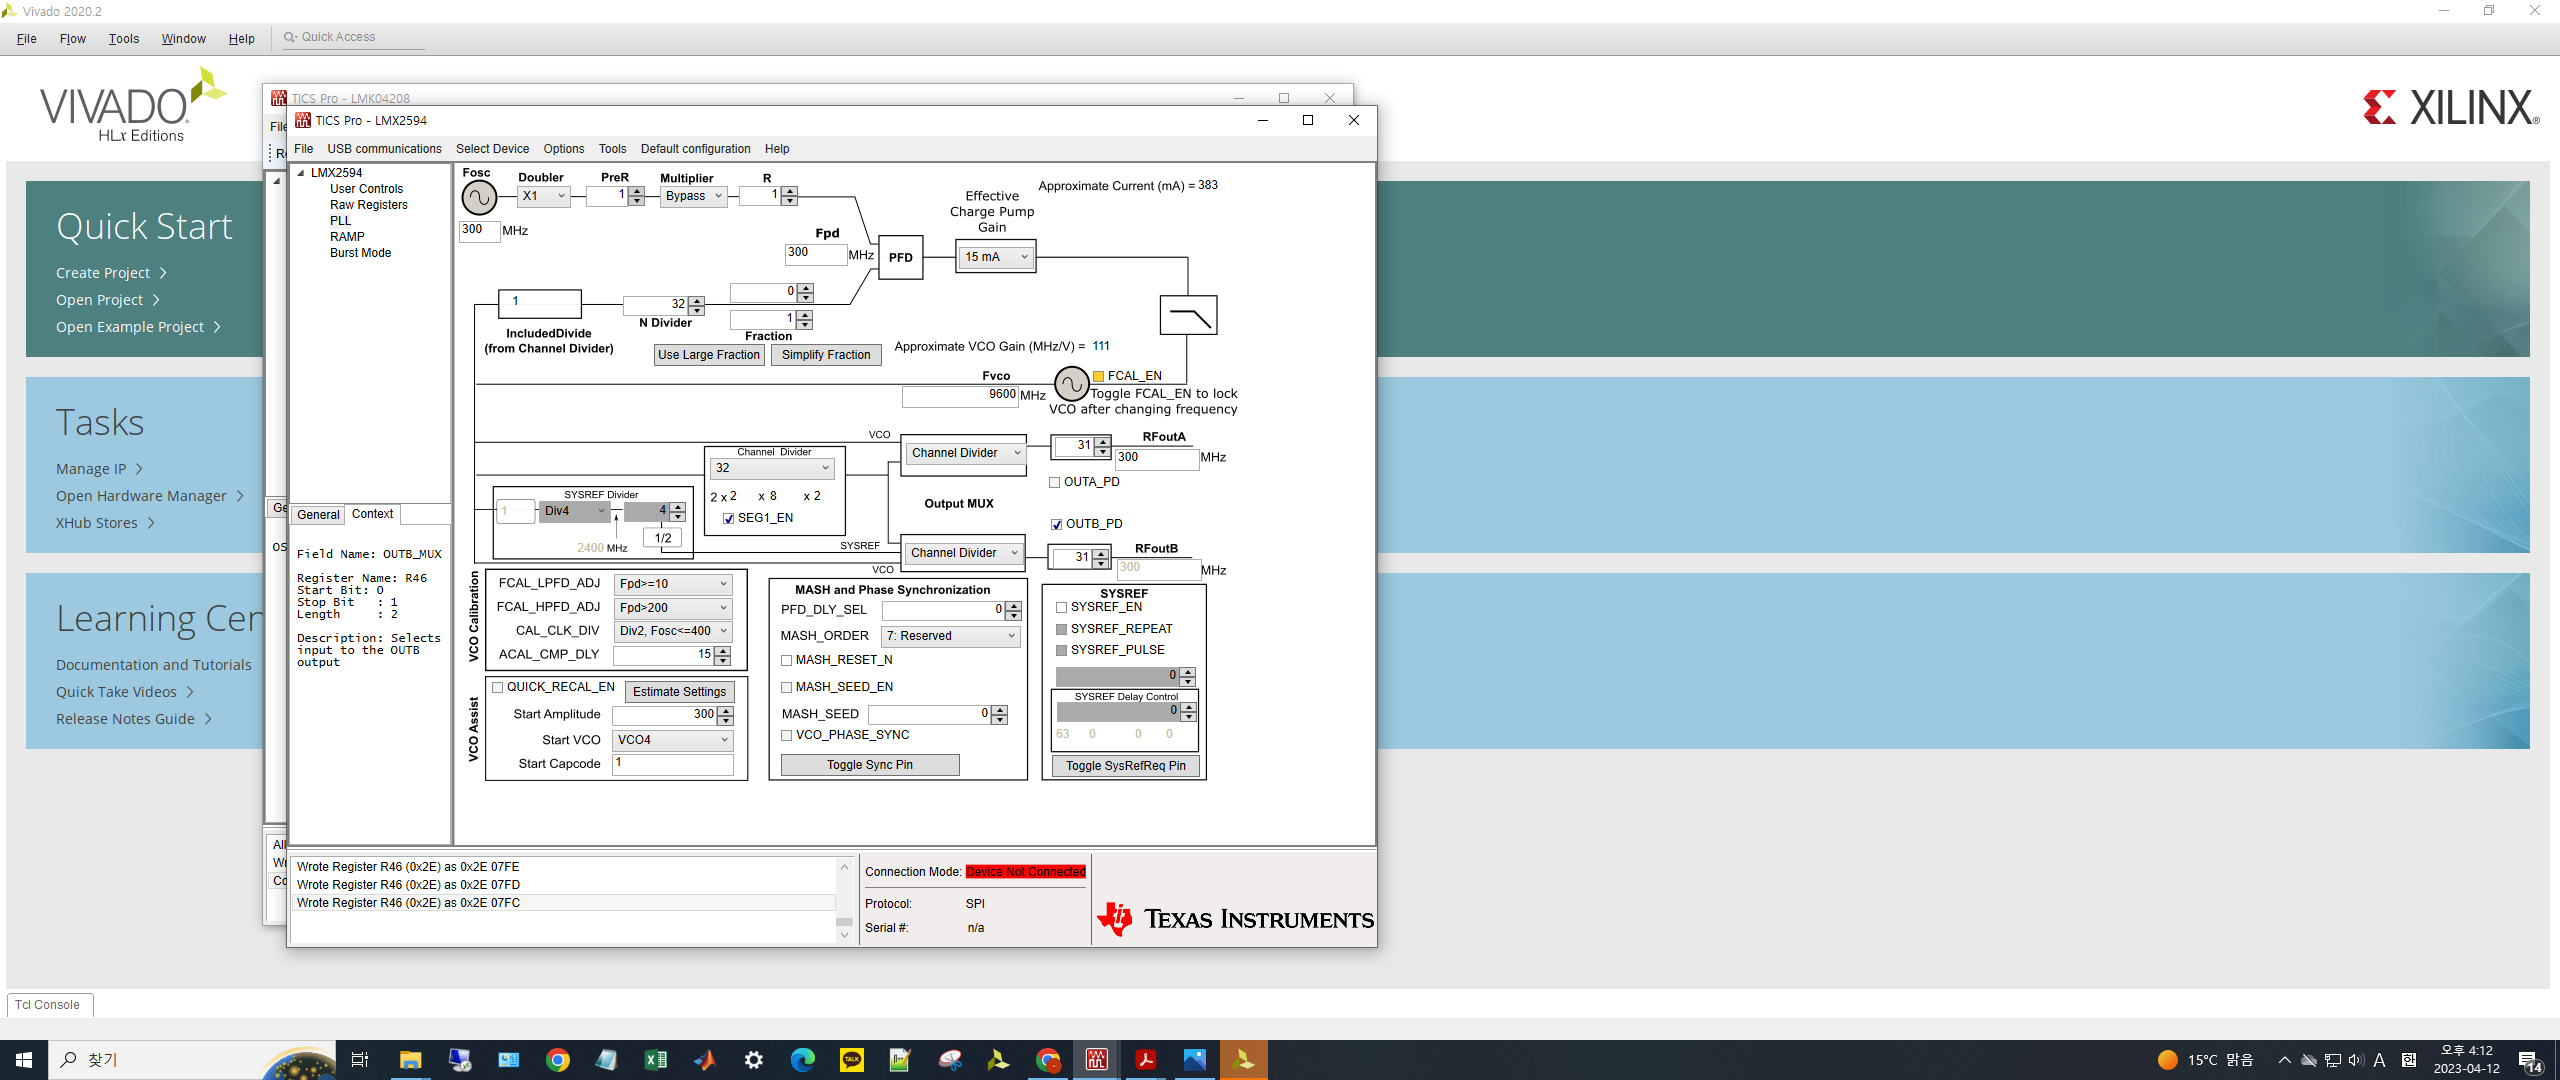 Vivado 2020.2
File Flow Tools Window Help Quick Access
VIVADO
HLx Editions
XILINX
Quick Start
Create Project
Open Project
Open Example Project
Tasks
Manage IP
Open Hardware Manager
XHub Stores
Learning Cen
Documentation and Tutorials
Quick Take Videos
Release Notes Guide
TICS Pro - LMK04208
File
TICS Pro - LMX2594
File USB communications Select Device Options Tools Default configuration Help
LMX2594
User Controls
Raw Registers
PLL
RAMP
Burst Mode
General Context
Field Name: OUTB_MUX
Register Name: R46
Start Bit: 0
Stop Bit : 1
Length : 2
Description: Selects
input to the OUTB
output
Fosc Doubler PreR Multiplier R
X1 1 Bypass 1
300 MHz
Approximate Current (mA) = 383
Effective
Charge Pump
Gain
15 mA
Fpd
300 MHz
PFD
1
IncludedDivide
(from Channel Divider)
32
N Divider
0
1
Fraction
Use Large Fraction Simplify Fraction
Approximate VCO Gain (MHz/V) = 111
Fvco
9600 MHz
FCAL_EN
Toggle FCAL_EN to lock
VCO after changing frequency
VCO
Channel Divider
31
RFoutA
300 MHz
OUTA_PD
Channel Divider
32
2 x 2 x 8 x 2
SEG1_EN
Output MUX
SYSREF Divider
1 Div4 4
2400 MHz
1/2
SYSREF
OUTB_PD
Channel Divider
31
RFoutB
300 MHz
VCO
VCO Calibration
FCAL_LPFD_ADJ Fpd>=10
FCAL_HPFD_ADJ Fpd>200
CAL_CLK_DIV Div2, Fosc<=400
ACAL_CMP_DLY 15
VCO Assist
QUICK_RECAL_EN Estimate Settings
Start Amplitude 300
Start VCO VCO4
Start Capcode 1
MASH and Phase Synchronization
PFD_DLY_SEL 0
MASH_ORDER 7: Reserved
MASH_RESET_N
MASH_SEED_EN
MASH_SEED 0
VCO_PHASE_SYNC
Toggle Sync Pin
SYSREF
SYSREF_EN
SYSREF_REPEAT
SYSREF_PULSE
0
SYSREF Delay Control
0
63 0 0 0
Toggle SysRefReq Pin
Wrote Register R46 (0x2E) as 0x2E 07FE
Wrote Register R46 (0x2E) as 0x2E 07FD
Wrote Register R46 (0x2E) as 0x2E 07FC
Connection Mode: Device Not Connected
Protocol: SPI
Serial #: n/a
TEXAS INSTRUMENTS
Tcl Console
찾기
TALK
15°C 맑음
A
한
오후 4:12
2023-04-12
14